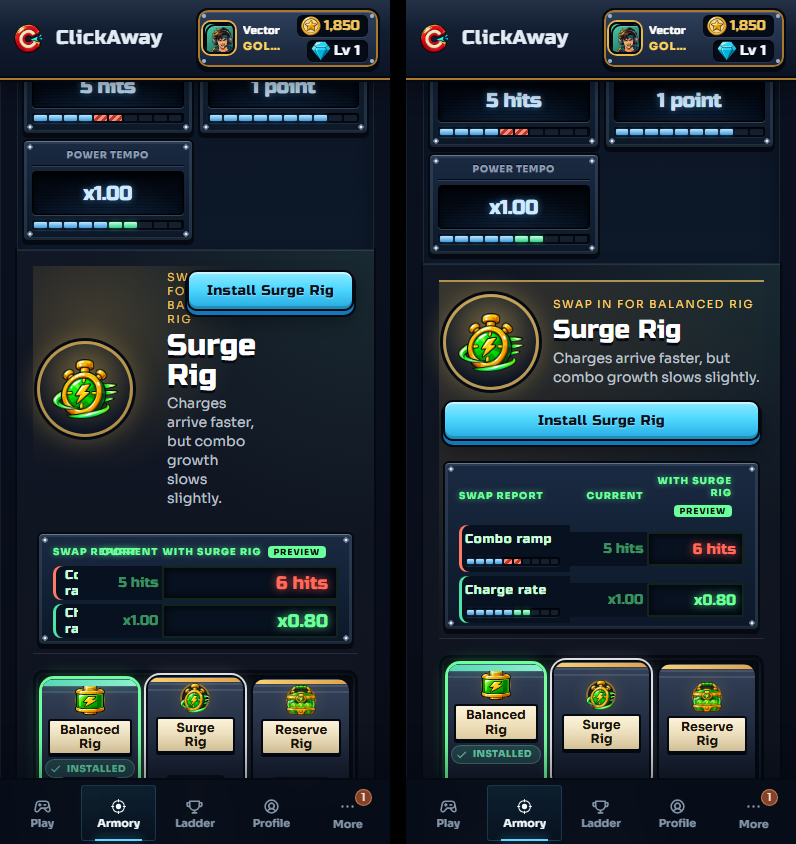 ClickAway
Vector
GOL...
1,850
Lv 1
5 hits
1 point
POWER TEMPO
x1.00
SW
FO
BA
RIG
Install Surge Rig
Surge
Rig
Charges
arrive faster,
but combo
growth
slows
slightly.
CURRENT WITH SURGE RIG PREVIEW
ra
5 hits
6 hits
ra
x1.00
x0.80
Balanced
Rig
INSTALLED
Surge
Rig
Reserve
Rig
Play
Armory
Ladder
Profile
More
1
ClickAway
Vector
GOL...
1,850
Lv 1
5 hits
1 point
POWER TEMPO
x1.00
SWAP IN FOR BALANCED RIG
Surge Rig
Charges arrive faster, but
combo growth slows slightly.
Install Surge Rig
SWAP REPORT
CURRENT
WITH SURGE
RIG
PREVIEW
Combo ramp
5 hits
6 hits
Charge rate
x1.00
x0.80
Balanced
Rig
INSTALLED
Surge
Rig
Reserve
Rig
Play
Armory
Ladder
Profile
More
1